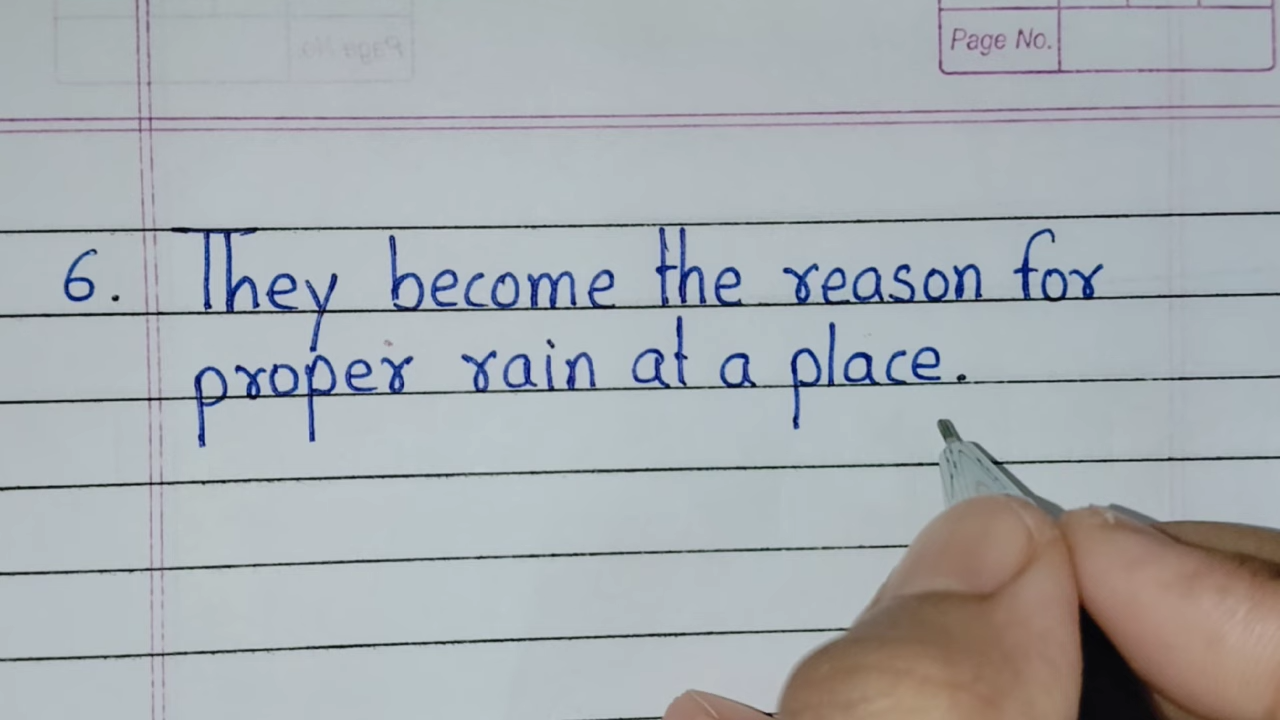 Page No.
6. They become the reason for
proper rain at a place.